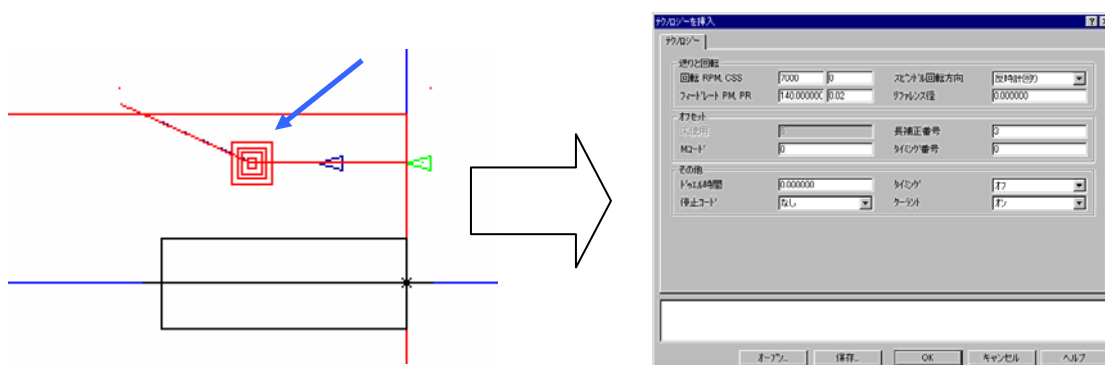 ﾃｸﾉﾛｼﾞｰを挿入
ﾃｸﾉﾛｼﾞｰ
送りと回転
回転 RPM, CSS 7000 0 ｽﾋﾟﾝﾄﾞﾙ回転方向 反時計回り
ﾌｨｰﾄﾞﾚｰﾄ PM, PR 140.000000 0.02 ﾘﾌｧﾚﾝｽ径 0.000000
ｵﾌｾｯﾄ
未使用 長補正番号
Mｺｰﾄﾞ 0 ﾀｲﾐﾝｸﾞ番号 0
その他
ﾄﾞｳｪﾙ時間 0.000000 ﾀｲﾐﾝｸﾞ ｵﾌ
停止ｺｰﾄﾞ なし ｸｰﾗﾝﾄ ｵﾝ
ｵｰﾌﾟﾝ... 保存... OK ｷｬﾝｾﾙ ﾍﾙﾌﾟ